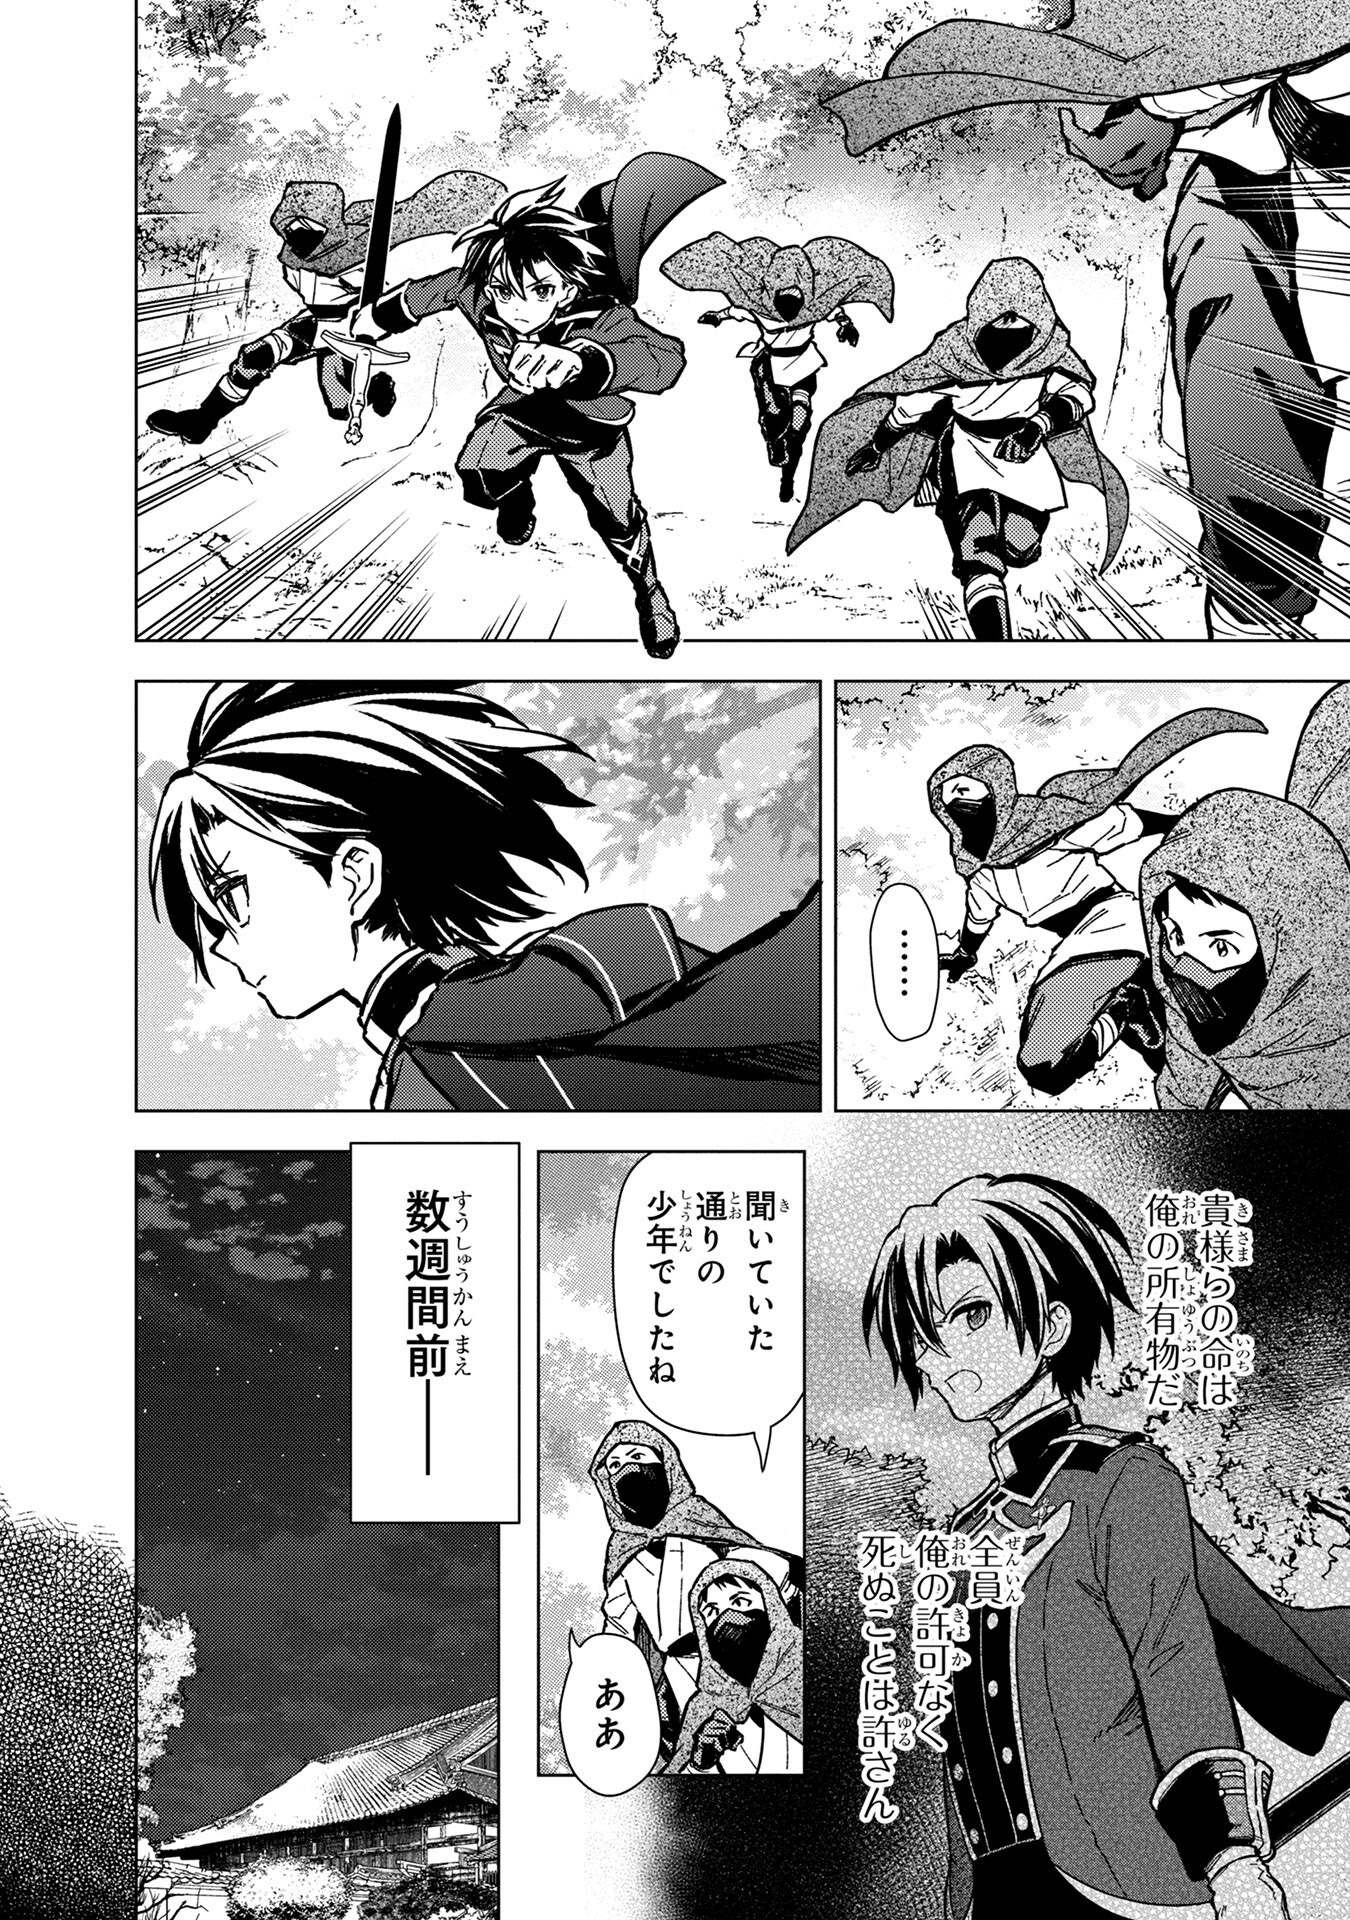 ………
貴様らの命は
俺の所有物だ
全員
俺の許可なく
死ぬことは許さん
聞いていた
通りの
少年でしたね
ああ
数週間前――